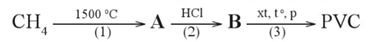 CH₄ 1500 °C (1) A HCl (2) B xt, t°, p (3) PVC